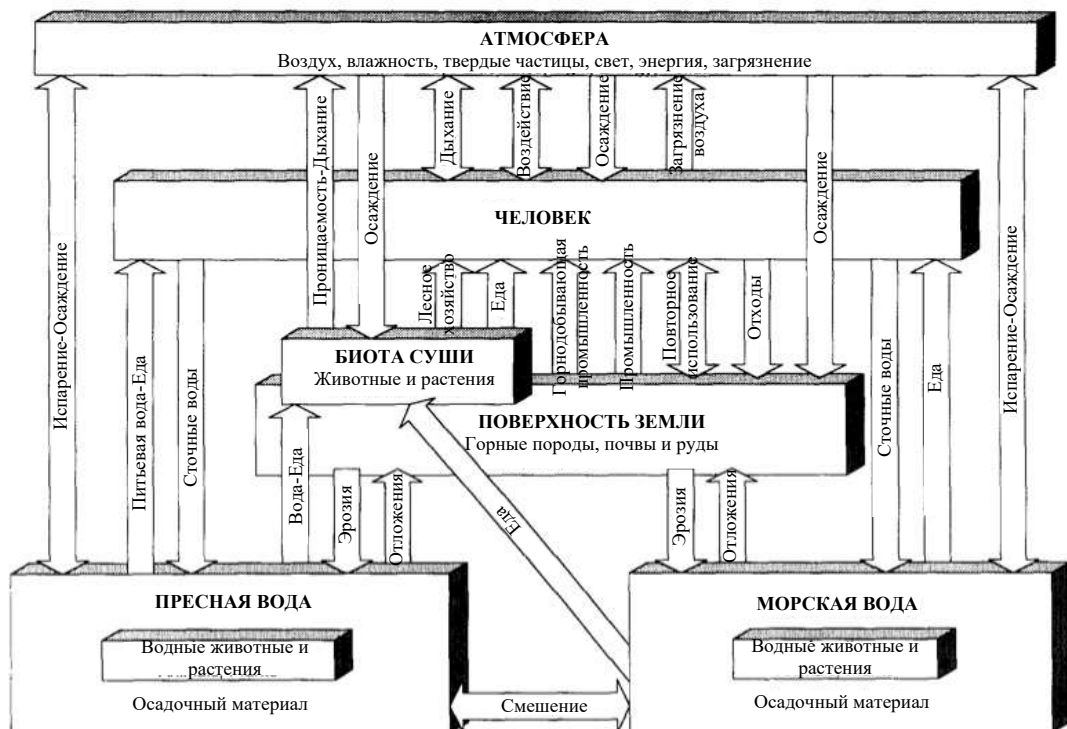 АТМОСФЕРА
Воздух, влажность, твердые частицы, свет, энергия, загрязнение
Испарение-Осаждение
Проницаемость-Дыхание
Осаждение
Дыхание
Воздействие
Осаждение
Загрязнение
воздуха
Осаждение
Испарение-Осаждение
ЧЕЛОВЕК
Питьевая вода-Еда
Сточные воды
Лесное
хозяйство
Еда
Горнодобывающая
промышленность
Промышленность
Повторное
использование
Отходы
Сточные воды
Еда
БИОТА СУШИ
Животные и растения
ПОВЕРХНОСТЬ ЗЕМЛИ
Горные породы, почвы и руды
Вода-Еда
Эрозия
Отложения
Еда
Эрозия
Отложения
ПРЕСНАЯ ВОДА
Водные животные и
растения
Осадочный материал
Смешение
МОРСКАЯ ВОДА
Водные животные и
растения
Осадочный материал